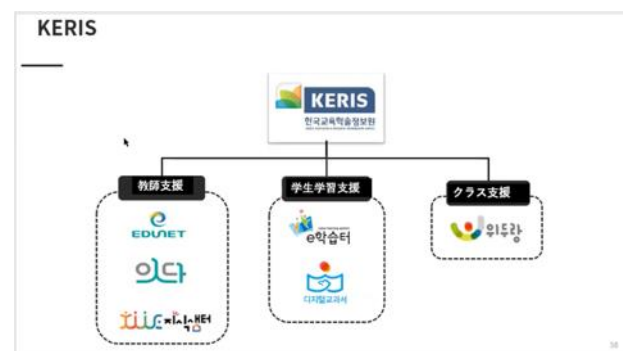 KERIS
KERIS
한국교육학술정보원
教師支援
学生学習支援
クラス支援
EDUNET
잇다
지식샘터
e학습터
디지털교과서
위두랑
38